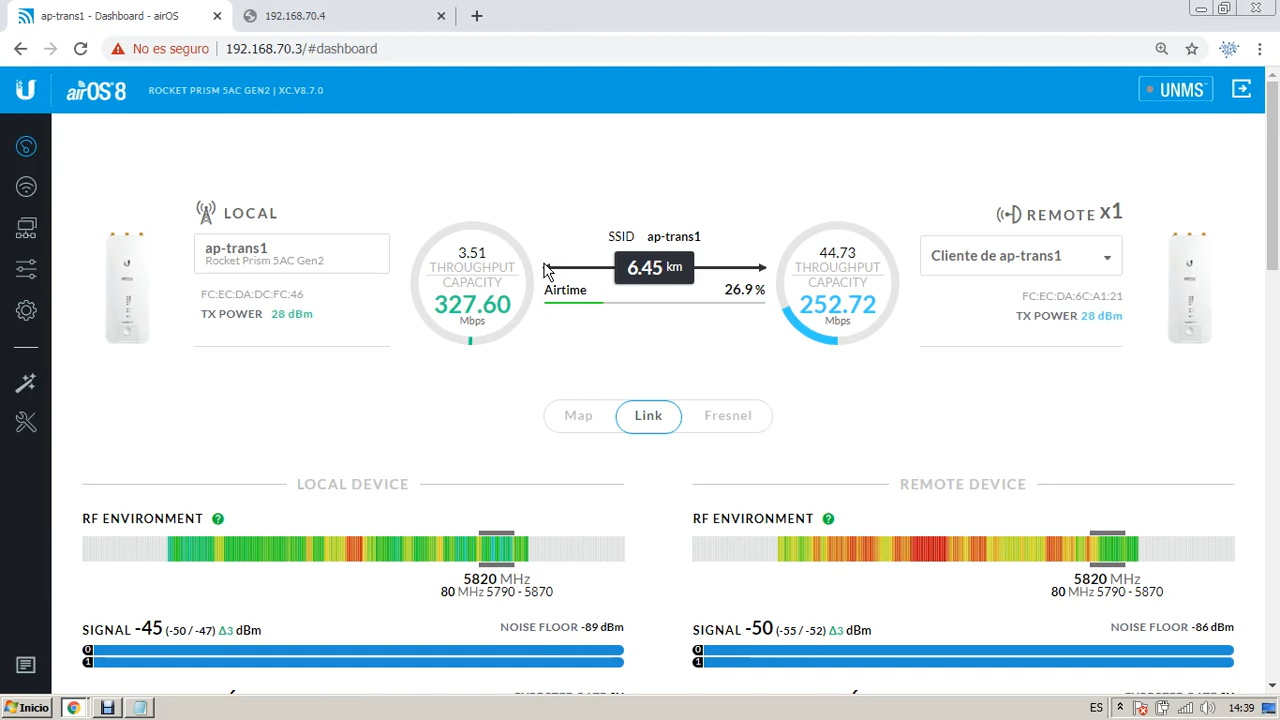 ap-trans1 - Dashboard - airOS
192.168.70.4
No es seguro
192.168.70.3/#dashboard
airOS 8
ROCKET PRISM 5AC GEN2 | XC.V8.7.0
UNMS
LOCAL
ap-trans1
Rocket Prism 5AC Gen2
FC:EC:DA:DC:FC:46
TX POWER 28 dBm
3.51
THROUGHPUT
CAPACITY
327.60
Mbps
SSID ap-trans1
6.45 km
Airtime 26.9 %
44.73
THROUGHPUT
CAPACITY
252.72
Mbps
REMOTE x1
Cliente de ap-trans1
FC:EC:DA:6C:A1:21
TX POWER 28 dBm
Map
Link
Fresnel
LOCAL DEVICE
RF ENVIRONMENT ?
5820 MHz
80 MHz 5790 - 5870
SIGNAL -45 (-50 / -47) Δ3 dBm
NOISE FLOOR -89 dBm
0
1
REMOTE DEVICE
RF ENVIRONMENT ?
5820 MHz
80 MHz 5790 - 5870
SIGNAL -50 (-55 / -52) Δ3 dBm
NOISE FLOOR -86 dBm
0
1
Inicio
ES
14:39